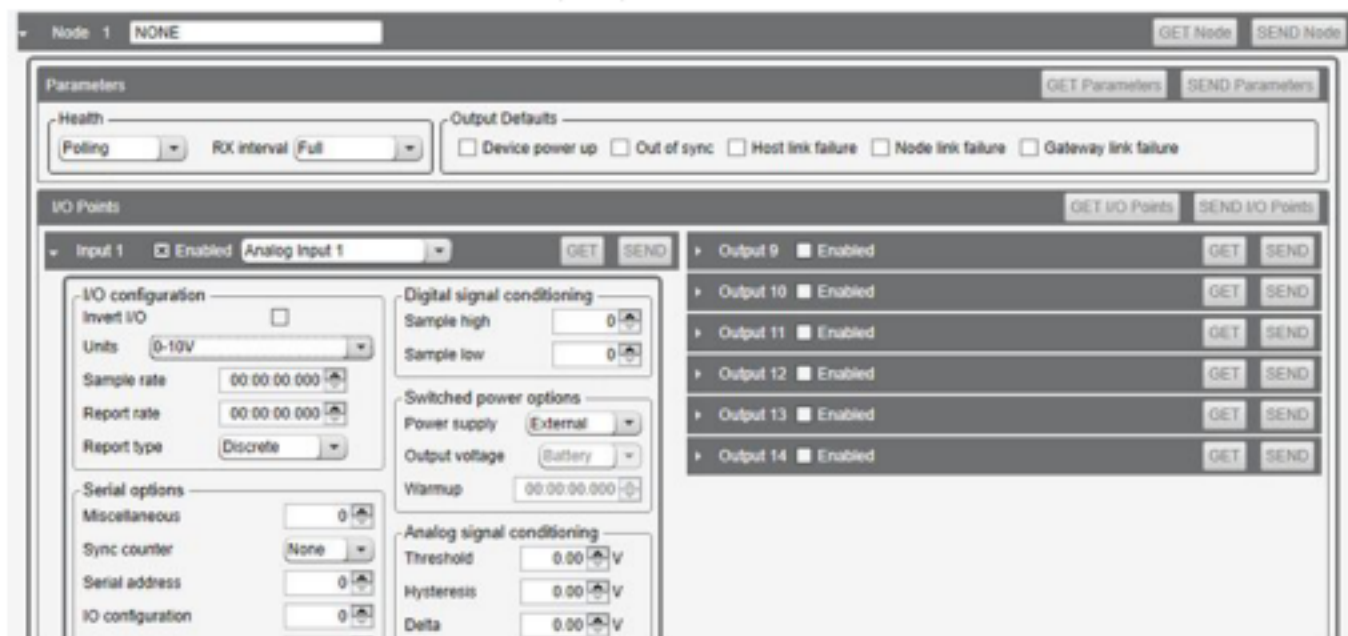 Node 1 NONE GET Node SEND Node
Parameters GET Parameters SEND Parameters
Health
Polling RX interval Full
Output Defaults
Device power up Out of sync Host link failure Node link failure Gateway link failure
I/O Points GET I/O Points SEND I/O Points
Input 1 Enabled Analog Input 1 GET SEND
I/O configuration
Invert I/O
Units 0-10V
Sample rate 00:00:00.000
Report rate 00:00:00.000
Report type Discrete
Serial options
Miscellaneous 0
Sync counter None
Serial address 0
IO configuration 0
Digital signal conditioning
Sample high 0
Sample low 0
Switched power options
Power supply External
Output voltage Battery
Warmup 00:00:00.000
Analog signal conditioning
Threshold 0.00 V
Hysteresis 0.00 V
Delta 0.00 V
Output 9 Enabled GET SEND
Output 10 Enabled GET SEND
Output 11 Enabled GET SEND
Output 12 Enabled GET SEND
Output 13 Enabled GET SEND
Output 14 Enabled GET SEND